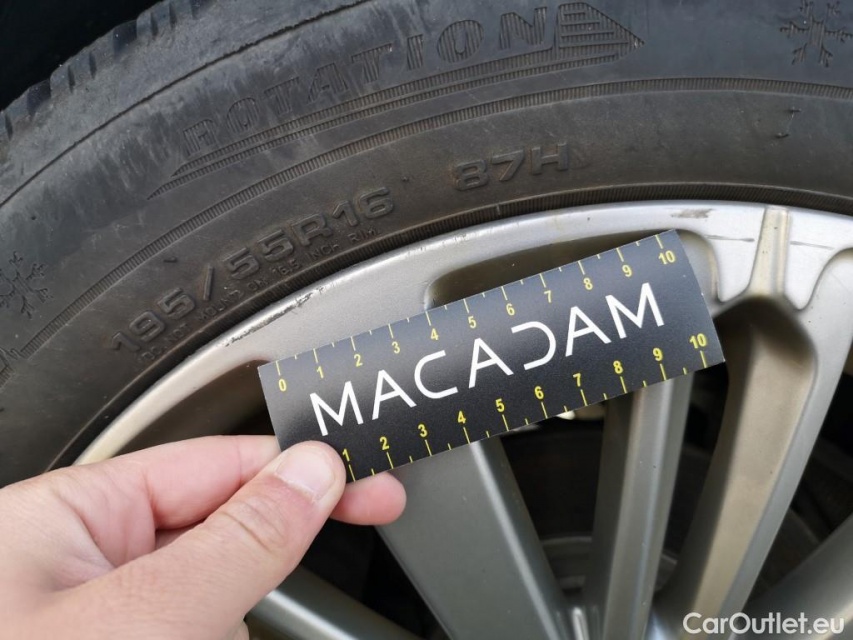 ROTATION
195/55R16 87H
DO NOT MOUNT ON 16.5 INCH RIM
0 1 2 3 4 5 6 7 8 9 10
MACADAM
1 2 3 4 5 6 7 8 9 10
CarOutlet.eu